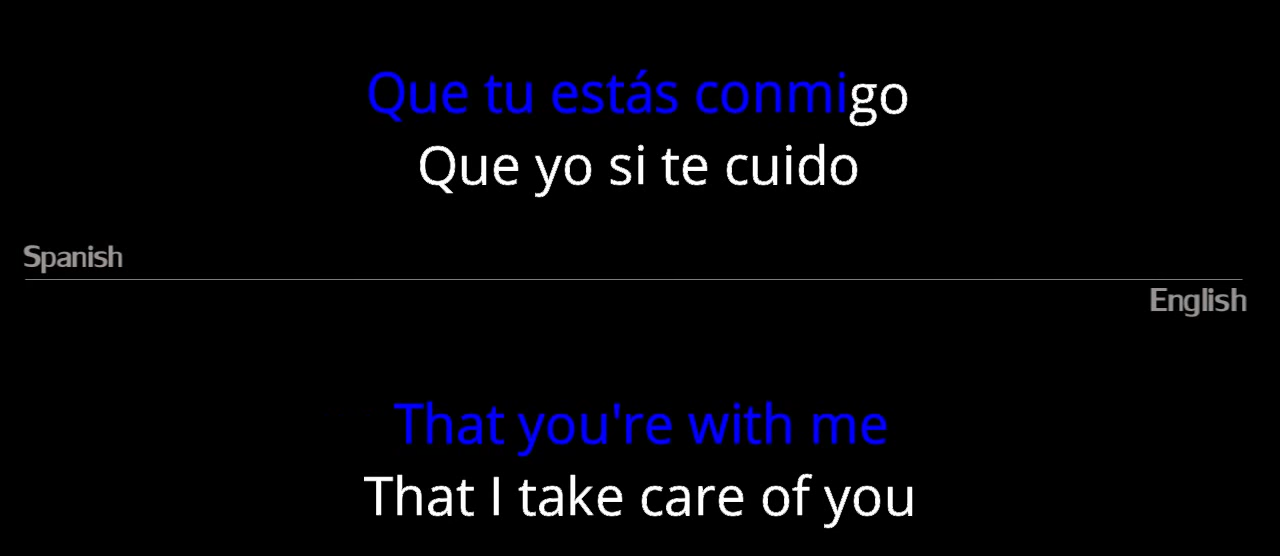 Que tu estás conmigo
Que yo si te cuido
Spanish
English
That you're with me
That I take care of you